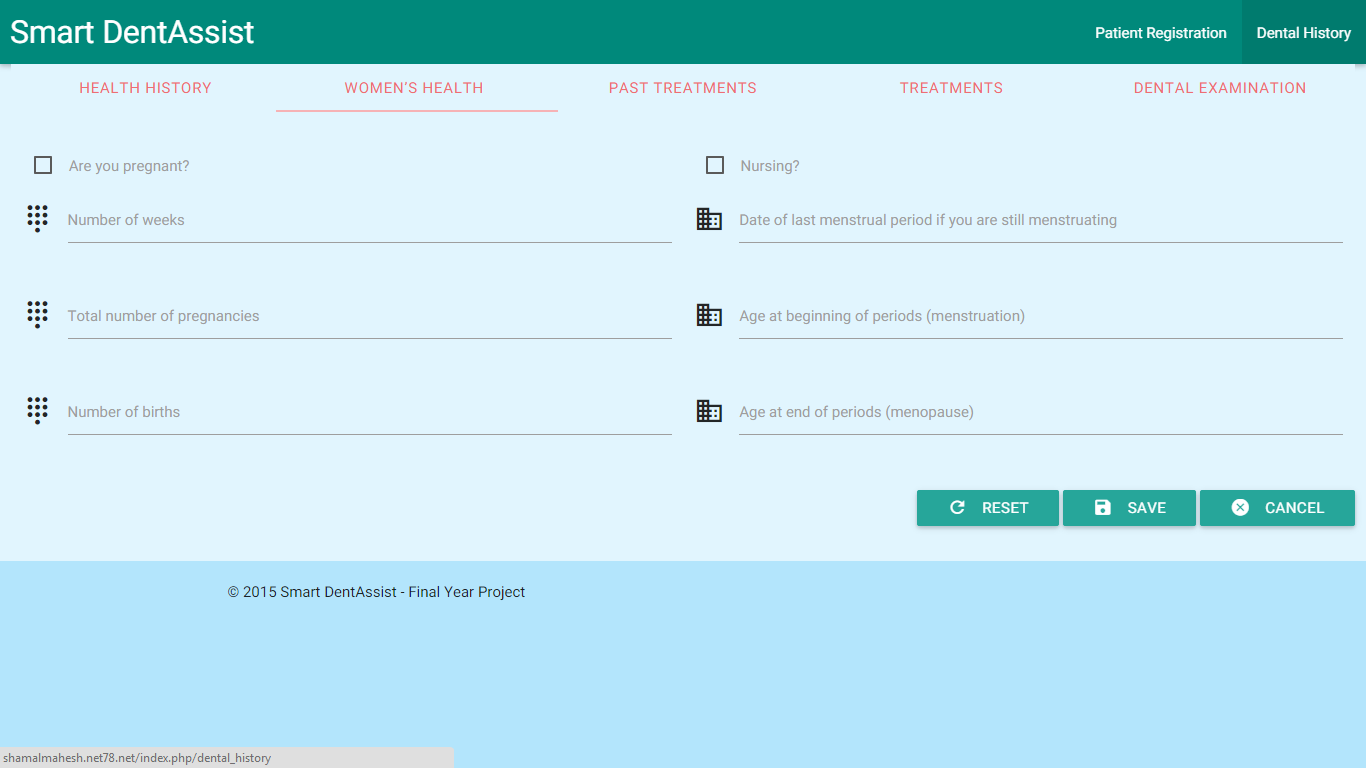 Smart DentAssist
Patient Registration
Dental History
HEALTH HISTORY
WOMEN'S HEALTH
PAST TREATMENTS
TREATMENTS
DENTAL EXAMINATION
Are you pregnant?
Nursing?
Number of weeks
Date of last menstrual period if you are still menstruating
Total number of pregnancies
Age at beginning of periods (menstruation)
Number of births
Age at end of periods (menopause)
RESET
SAVE
CANCEL
© 2015 Smart DentAssist - Final Year Project
shamalmahesh.net78.net/index.php/dental_history